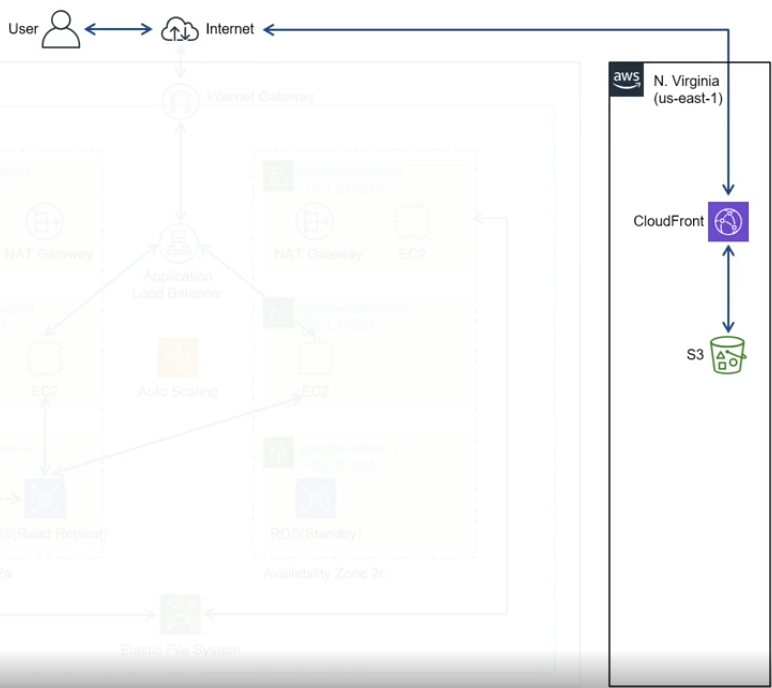 User
Internet
aws
N. Virginia
(us-east-1)
Internet Gateway
CloudFront
NAT Gateway
NAT Gateway
EC2
Application
Load Balancer
S3
EC2
Auto Scaling
EC2
(Read Replica)
RDS(Standby)
2a
Availability Zone 2c
Elastic File System